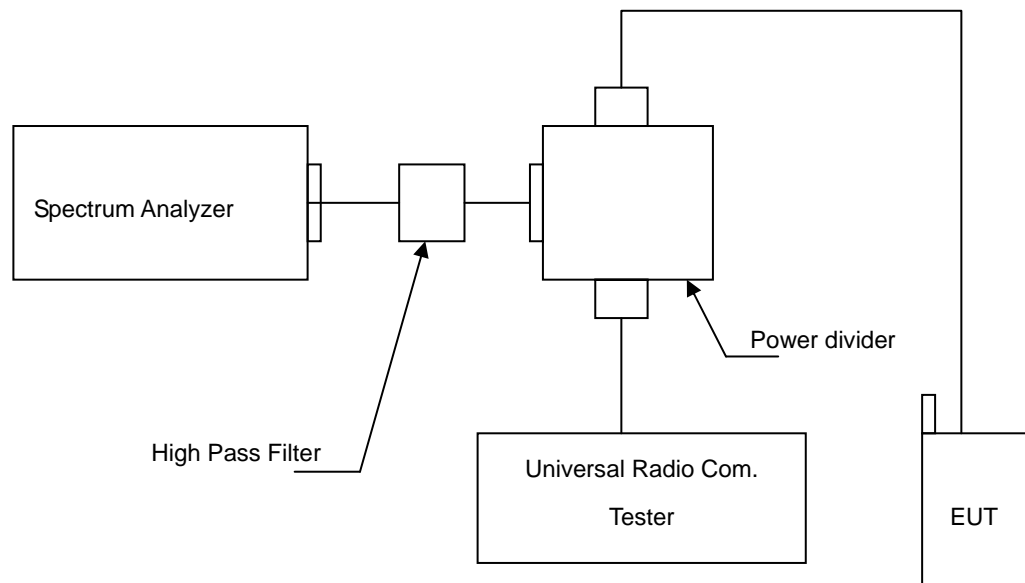 Spectrum Analyzer
Power divider
High Pass Filter
Universal Radio Com.
Tester
EUT